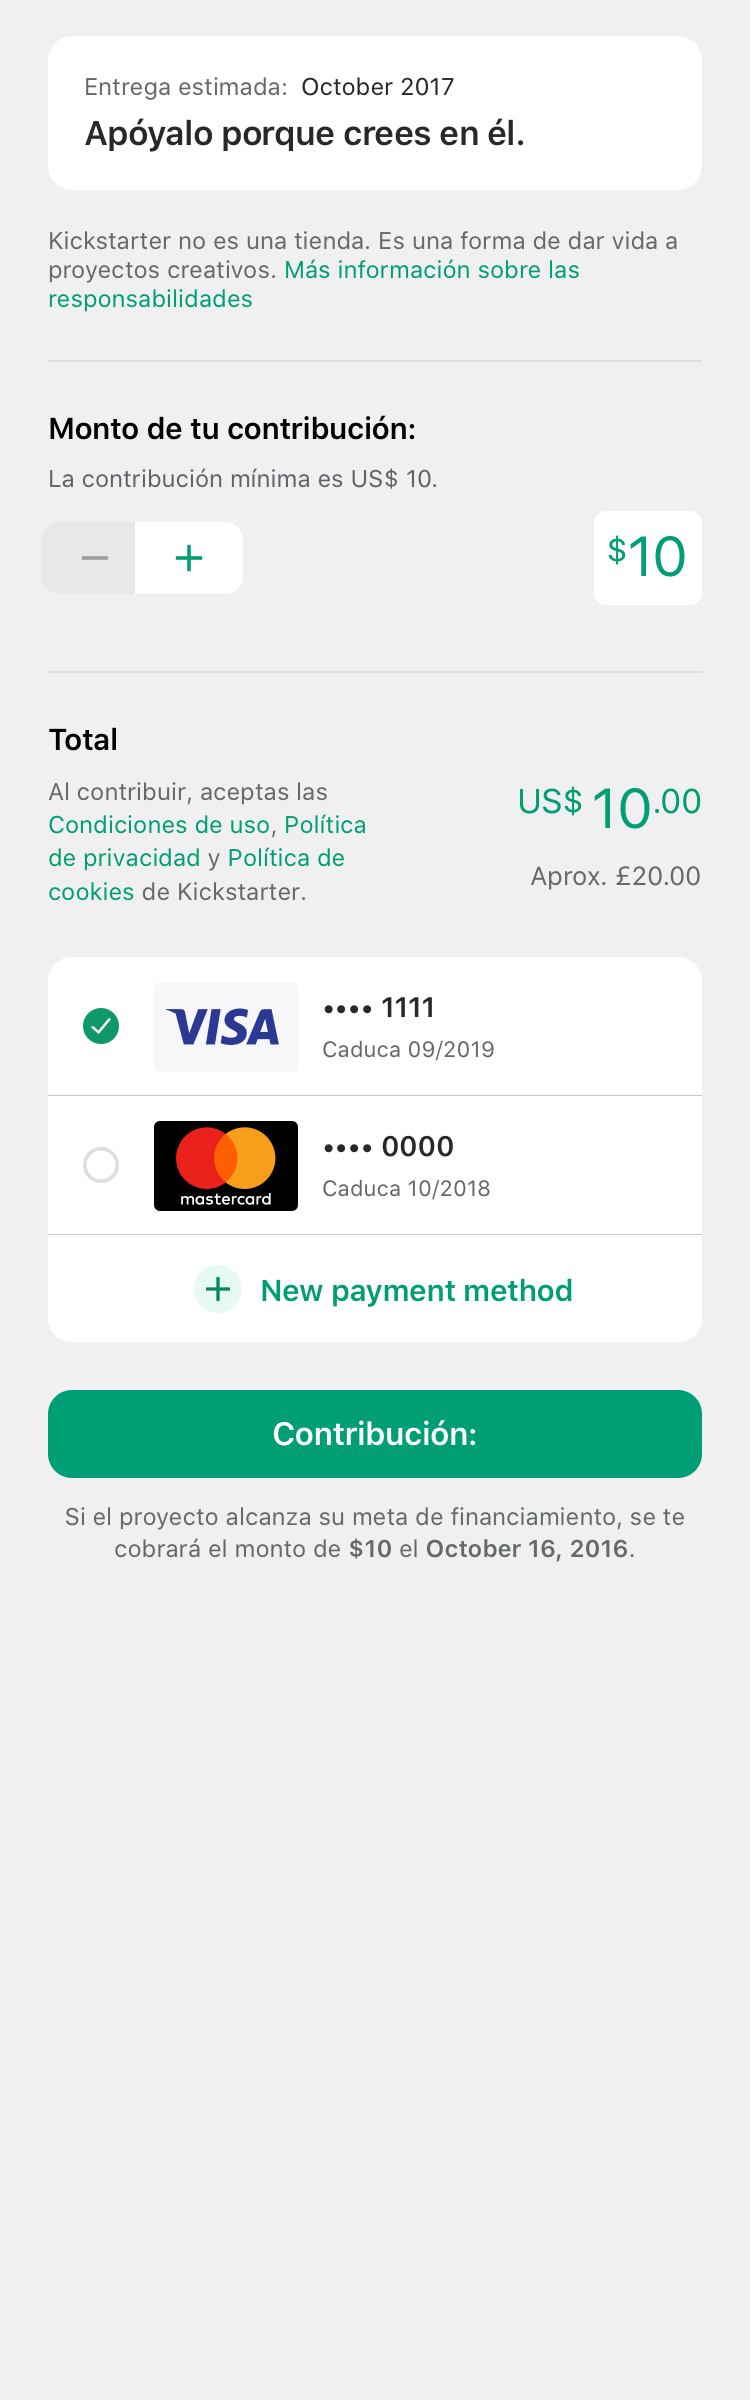 Entrega estimada: October 2017
Apóyalo porque crees en él.
Kickstarter no es una tienda. Es una forma de dar vida a
proyectos creativos. Más información sobre las
responsabilidades
Monto de tu contribución:
La contribución mínima es US$ 10.
$10
Total
Al contribuir, aceptas las
Condiciones de uso, Política
de privacidad y Política de
cookies de Kickstarter.
US$ 10.00
Aprox. £20.00
VISA
•••• 1111
Caduca 09/2019
mastercard
•••• 0000
Caduca 10/2018
New payment method
Contribución:
Si el proyecto alcanza su meta de financiamiento, se te
cobrará el monto de $10 el October 16, 2016.